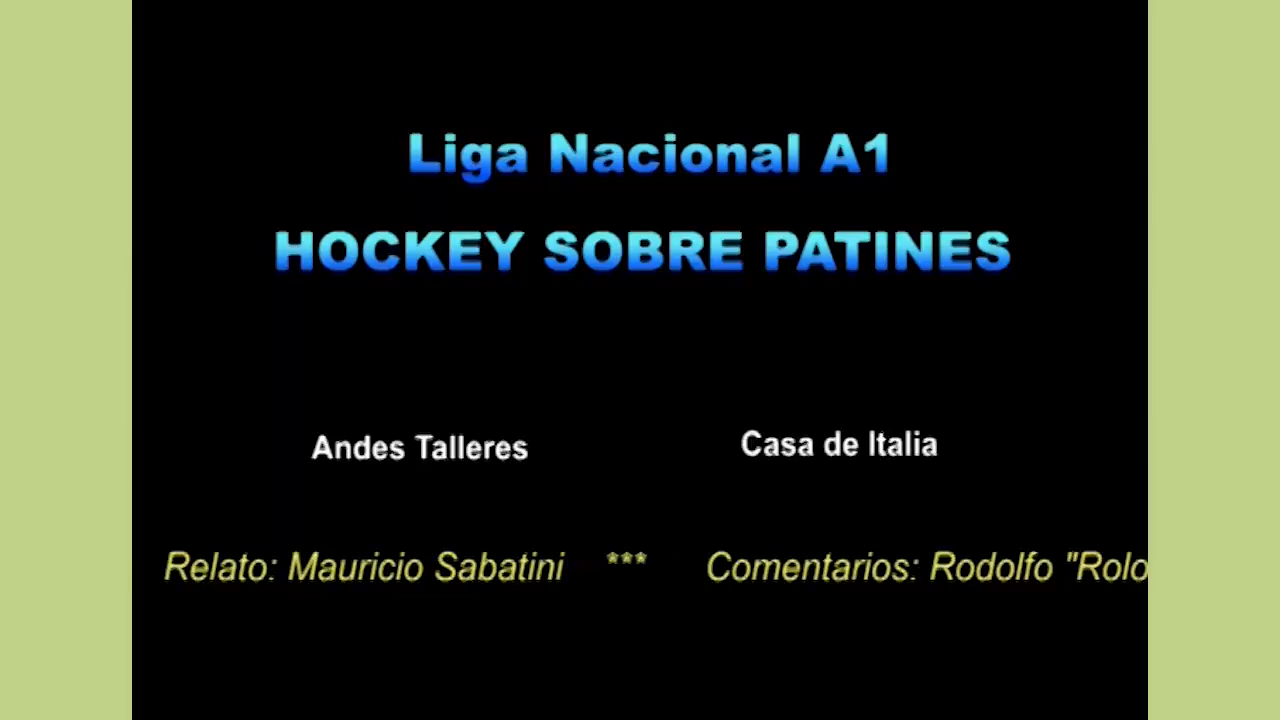 Liga Nacional A1
HOCKEY SOBRE PATINES
Andes Talleres
Casa de Italia
Relato: Mauricio Sabatini *** Comentarios: Rodolfo "Rolo